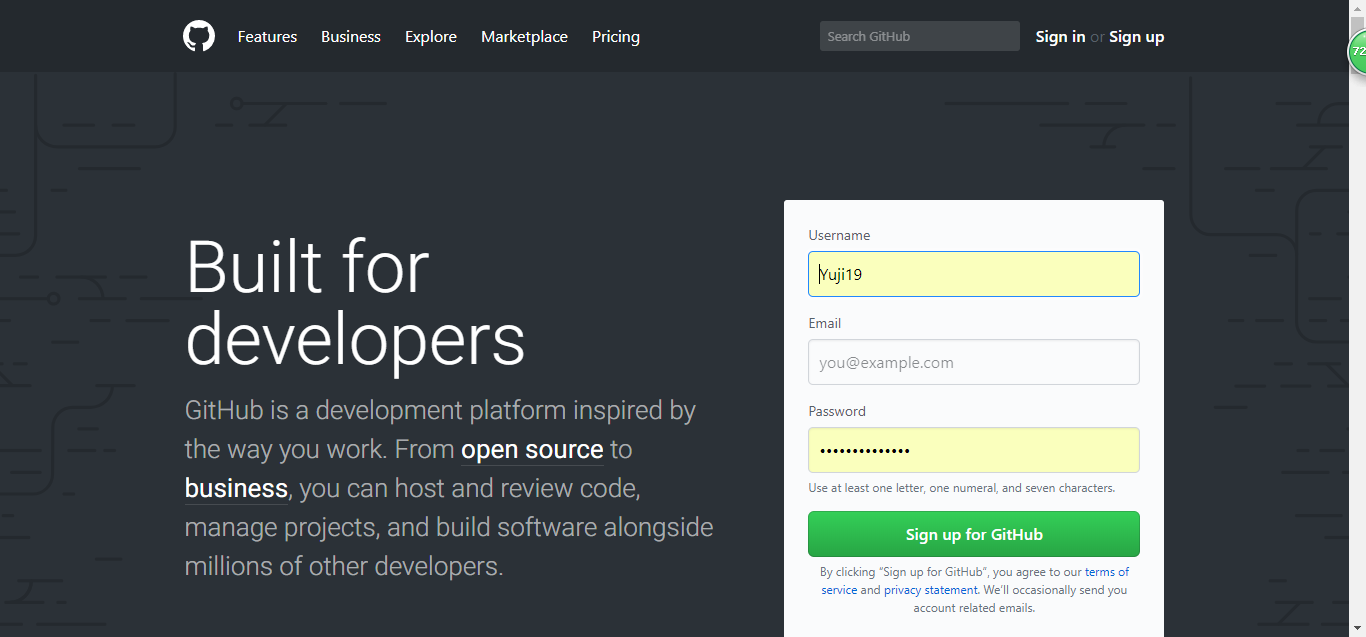 Features Business Explore Marketplace Pricing Search GitHub Sign in or Sign up
72
Built for
developers
GitHub is a development platform inspired by
the way you work. From open source to
business, you can host and review code,
manage projects, and build software alongside
millions of other developers.
Username
Yuji19
Email
you@example.com
Password
••••••••••••••
Use at least one letter, one numeral, and seven characters.
Sign up for GitHub
By clicking “Sign up for GitHub”, you agree to our terms of
service and privacy statement. We’ll occasionally send you
account related emails.